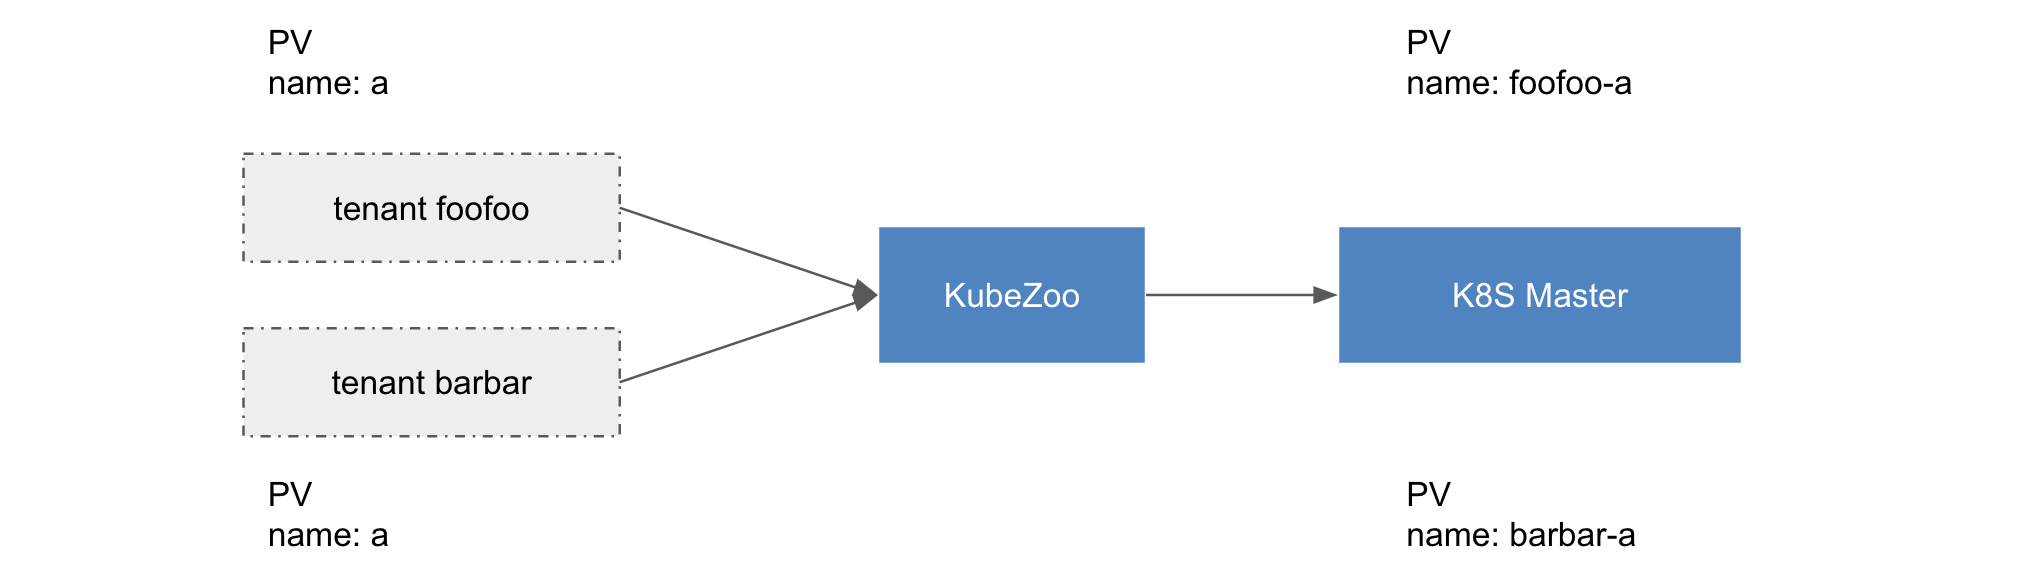 PV
name: a
PV
name: foofoo-a
tenant foofoo
KubeZoo
K8S Master
tenant barbar
PV
name: a
PV
name: barbar-a